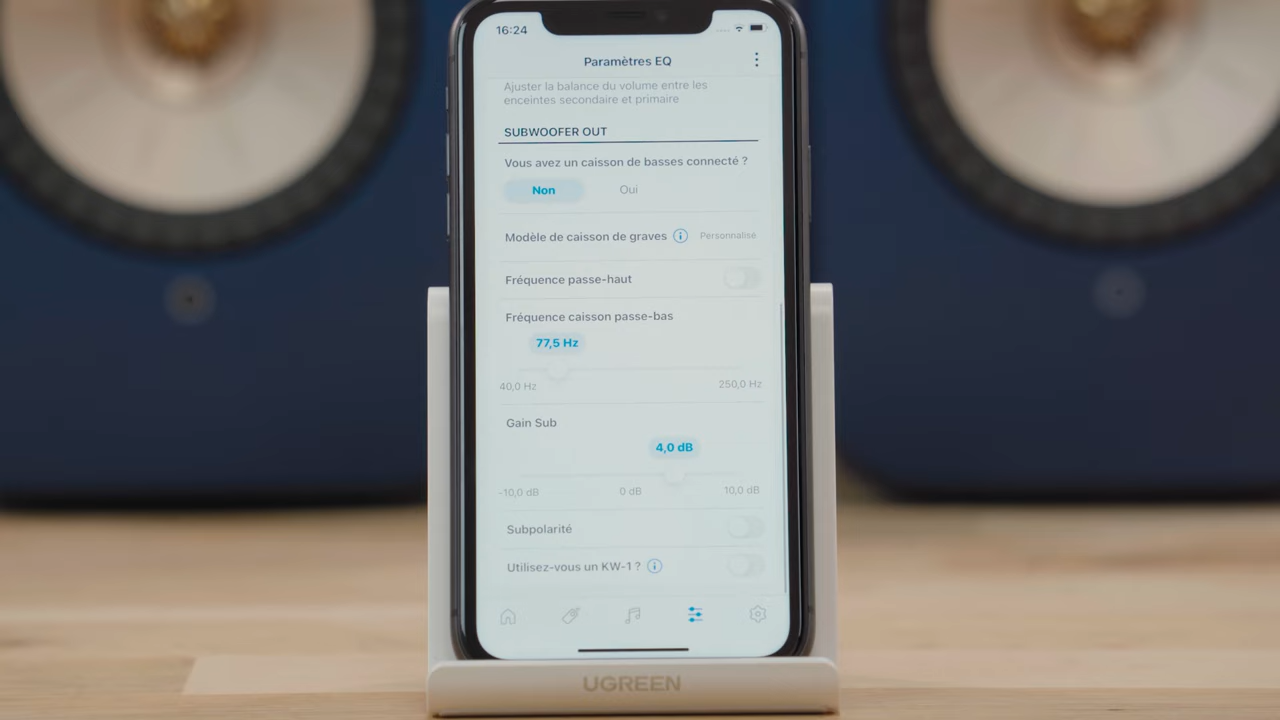 16:24
Paramètres EQ
Ajuster la balance du volume entre les
enceintes secondaire et primaire
SUBWOOFER OUT
Vous avez un caisson de basses connecté ?
Non Oui
Modèle de caisson de graves Personnalisé
Fréquence passe-haut
Fréquence caisson passe-bas
77,5 Hz
40,0 Hz 250,0 Hz
Gain Sub
4,0 dB
-10,0 dB 0 dB 10,0 dB
Subpolarité
Utilisez-vous un KW-1 ?
UGREEN